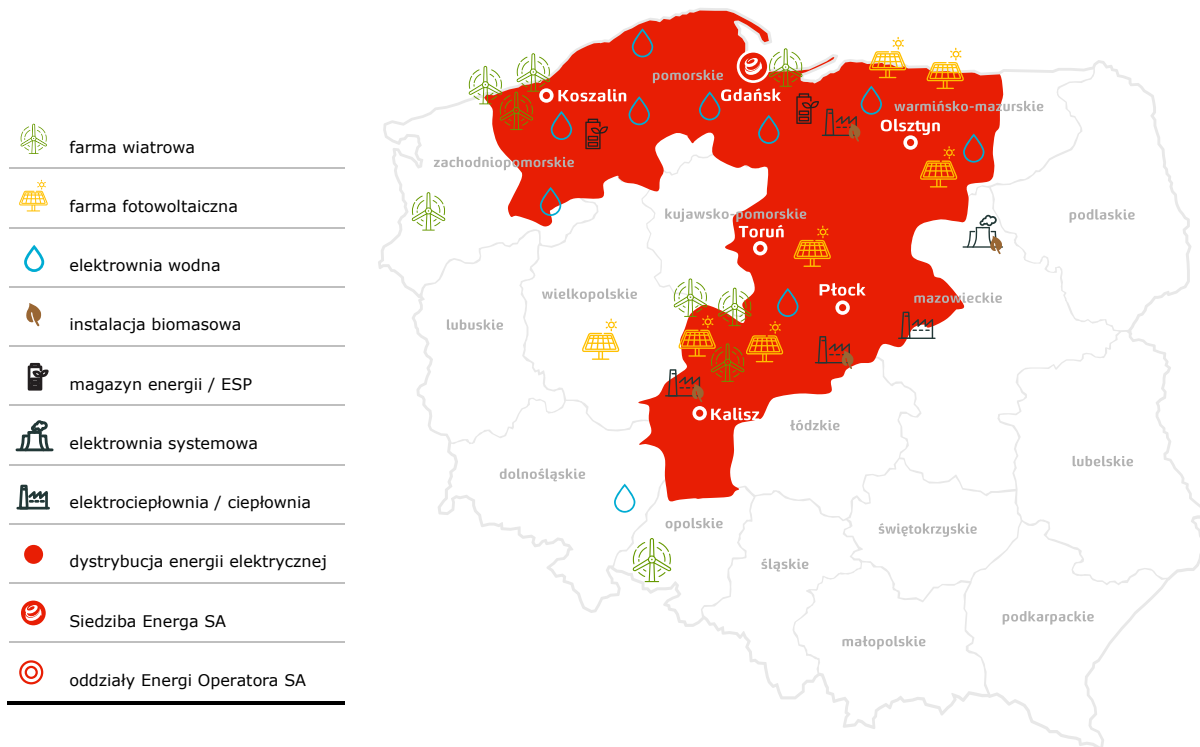 farma wiatrowa
farma fotowoltaiczna
elektrownia wodna
instalacja biomasowa
magazyn energii / ESP
elektrownia systemowa
elektrociepłownia / ciepłownia
dystrybucja energii elektrycznej
Siedziba Energa SA
oddziały Energi Operatora SA
pomorskie
Koszalin
Gdańsk
warmińsko-mazurskie
Olsztyn
zachodniopomorskie
kujawsko-pomorskie
podlaskie
Toruń
wielkopolskie
Płock
mazowieckie
lubuskie
Kalisz
łódzkie
lubelskie
dolnośląskie
opolskie
świętokrzyskie
śląskie
podkarpackie
małopolskie